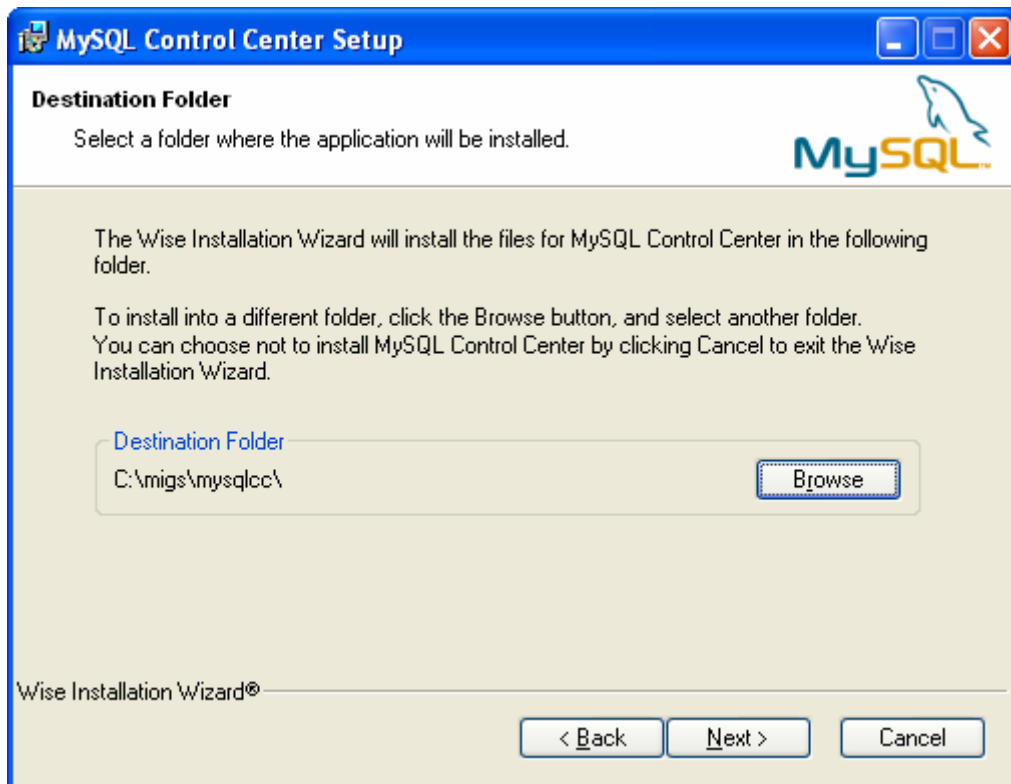 MySQL Control Center Setup
Destination Folder
Select a folder where the application will be installed.
MySQL™
The Wise Installation Wizard will install the files for MySQL Control Center in the following
folder.
To install into a different folder, click the Browse button, and select another folder.
You can choose not to install MySQL Control Center by clicking Cancel to exit the Wise
Installation Wizard.
Destination Folder
C:\migs\mysqlcc\
Browse
Wise Installation Wizard®
< Back
Next >
Cancel